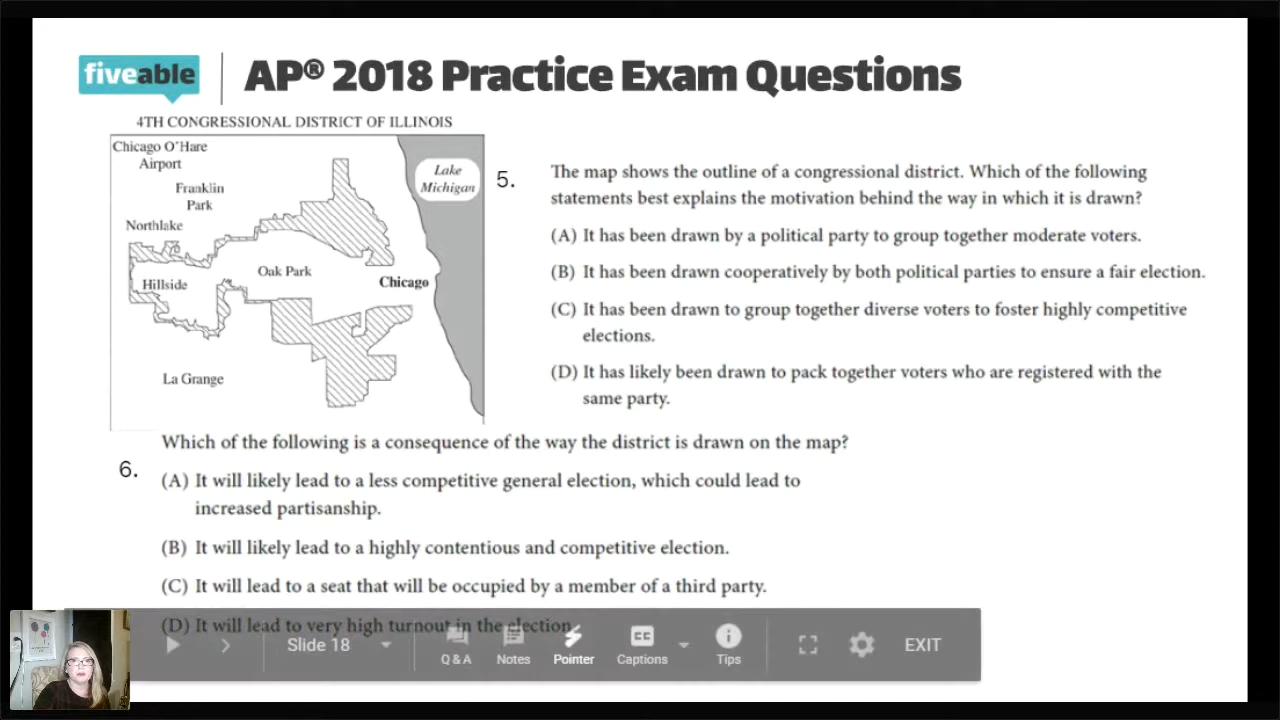 fiveable
AP® 2018 Practice Exam Questions
4TH CONGRESSIONAL DISTRICT OF ILLINOIS
Chicago O'Hare
Airport
Franklin
Park
Northlake
Hillside
Oak Park
Chicago
La Grange
Lake
Michigan
5.
The map shows the outline of a congressional district. Which of the following
statements best explains the motivation behind the way in which it is drawn?
(A) It has been drawn by a political party to group together moderate voters.
(B) It has been drawn cooperatively by both political parties to ensure a fair election.
(C) It has been drawn to group together diverse voters to foster highly competitive
elections.
(D) It has likely been drawn to pack together voters who are registered with the
same party.
Which of the following is a consequence of the way the district is drawn on the map?
6.
(A) It will likely lead to a less competitive general election, which could lead to
increased partisanship.
(B) It will likely lead to a highly contentious and competitive election.
(C) It will lead to a seat that will be occupied by a member of a third party.
(D) It will lead to very high turnout in the election
Slide 18
Q & A
Notes
Pointer
CC
Captions
Tips
EXIT